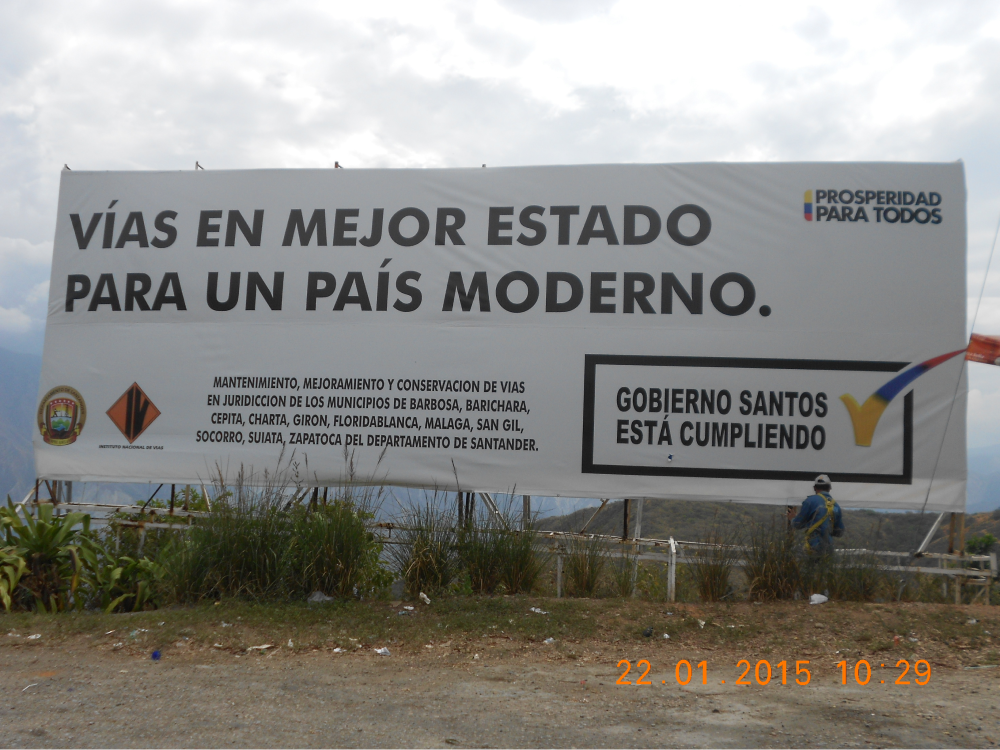 VÍAS EN MEJOR ESTADO
PARA UN PAÍS MODERNO.
PROSPERIDAD
PARA TODOS
MANTENIMIENTO, MEJORAMIENTO Y CONSERVACION DE VIAS
EN JURIDICCION DE LOS MUNICIPIOS DE BARBOSA, BARICHARA,
CEPITA, CHARTA, GIRON, FLORIDABLANCA, MALAGA, SAN GIL,
SOCORRO, SUIATA, ZAPATOCA DEL DEPARTAMENTO DE SANTANDER.
INSTITUTO NACIONAL DE VIAS
GOBIERNO SANTOS
ESTÁ CUMPLIENDO
22.01.2015 10:29